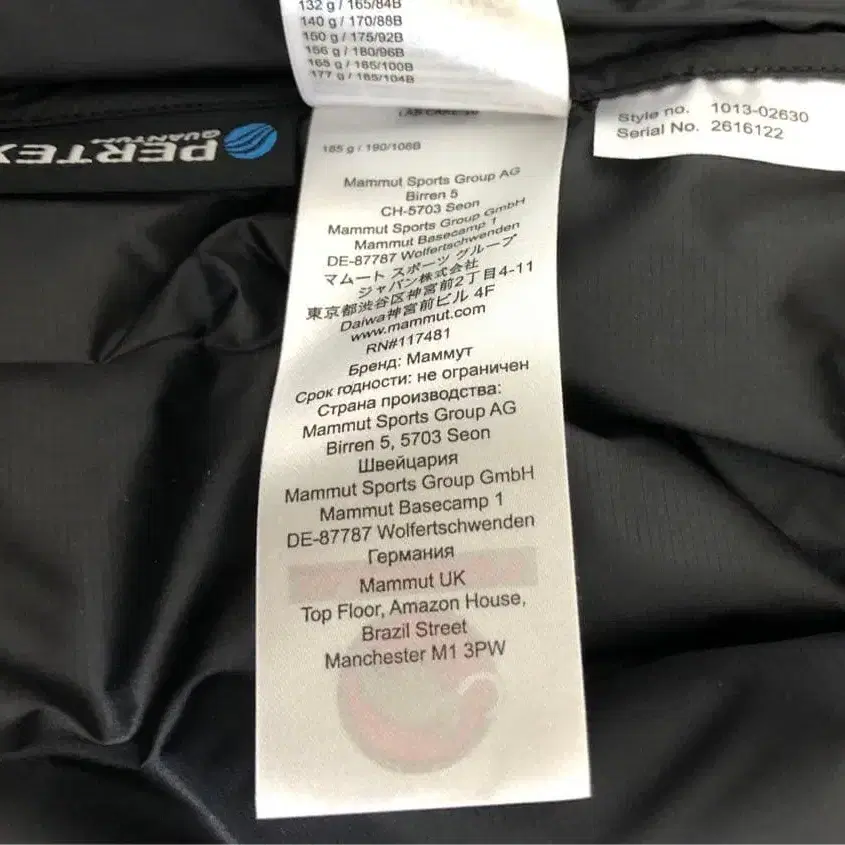 132 g / 165/84B
140 g / 170/88B
150 g / 175/92B
156 g / 180/96B
165 g / 185/100B
177 g / 185/104B
185 g / 190/108B
Mammut Sports Group AG
Birren 5
CH-5703 Seon
Mammut Sports Group GmbH
Mammut Basecamp 1
DE-87787 Wolfertschwenden
マムート スポーツ グループ
ジャパン株式会社
東京都渋谷区神宮前2丁目4-11
Daiwa神宮前ビル 4F
www.mammut.com
RN#117481
Бренд: Маммут
Срок годности: не ограничен
Страна производства:
Mammut Sports Group AG
Birren 5, 5703 Seon
Швейцария
Mammut Sports Group GmbH
Mammut Basecamp 1
DE-87787 Wolfertschwenden
Германия
Mammut UK
Top Floor, Amazon House,
Brazil Street
Manchester M1 3PW
Style no. 1013-02630
Serial No. 2616122
PERTEX
QUANTUM